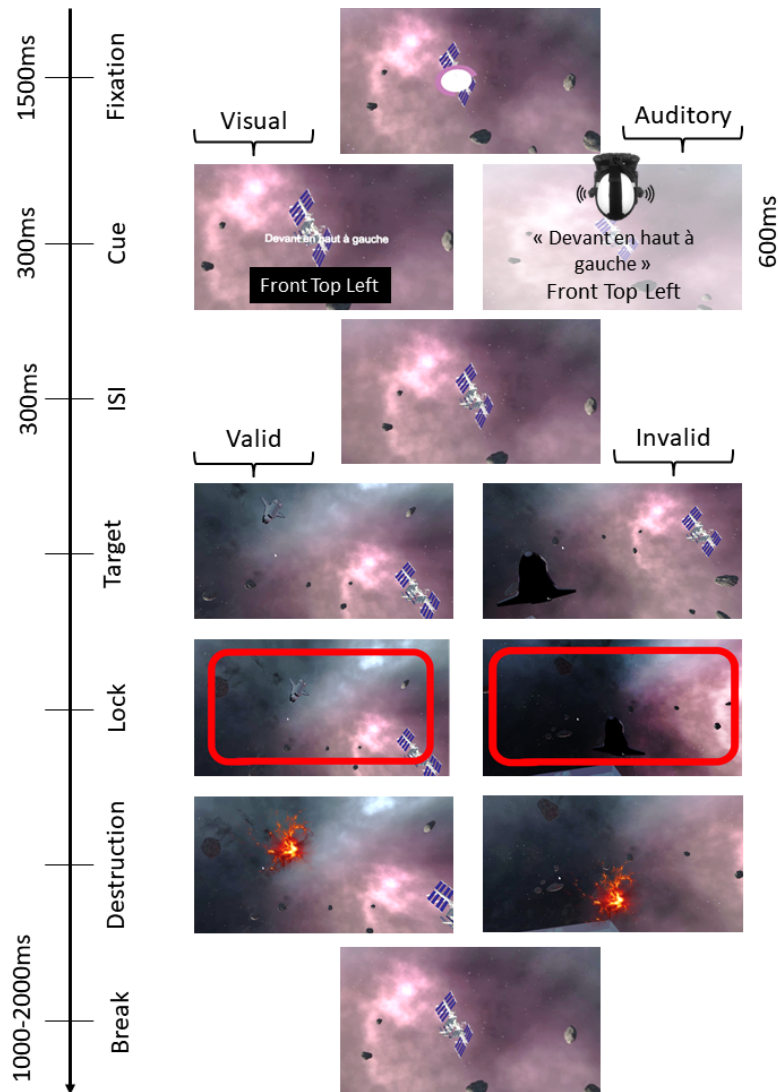 1500ms
Fixation
Visual
Auditory
300ms
Cue
Devant en haut à gauche
Front Top Left
« Devant en haut à
gauche »
Front Top Left
600ms
300ms
ISI
Valid
Invalid
Target
Lock
Destruction
1000-2000ms
Break